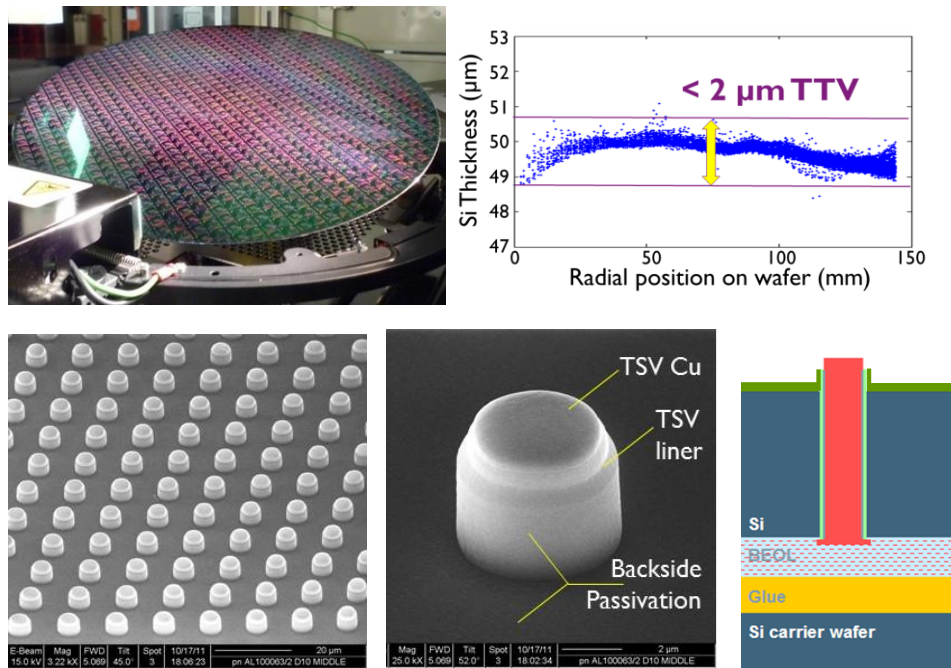 53
52
51
50
49
48
47
Si Thickness (µm)
< 2 µm TTV
0
50
100
150
Radial position on wafer (mm)
TSV Cu
TSV
liner
Backside
Passivation
E-Beam Mag FWD Tilt Spot 10/17/11 20 µm
15.0 kV 3.22 kX 5.069 45.0° 3 18:06:23 pn AL100063/2 D10 MIDDLE
E-Beam Mag FWD Tilt Spot 10/17/11 2 µm
15.0 kV 25.0 kX 5.069 52.0° 3 18:02:34 pn AL100063/2 D10 MIDDLE
Si
BEOL
Glue
Si carrier wafer